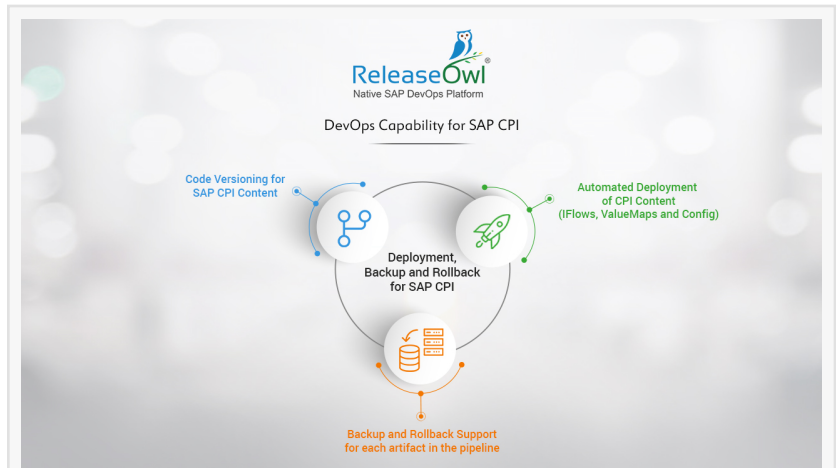 ReleaseOwl®
Native SAP DevOps Platform
DevOps Capability for SAP CPI
Code Versioning for
SAP CPI Content
Automated Deployment
of CPI Content
(IFlows, ValueMaps and Config)
Deployment,
Backup and Rollback
for SAP CPI
Backup and Rollback Support
for each artifact in the pipeline